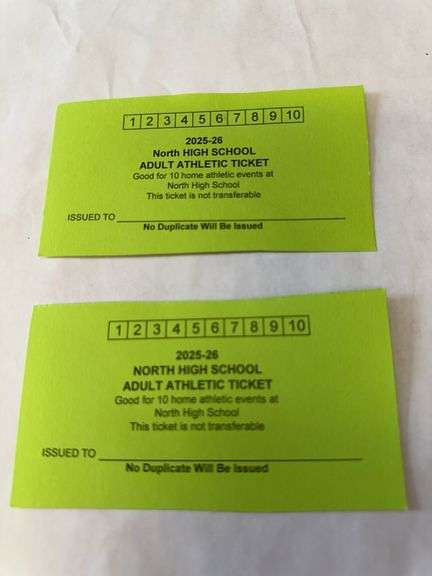 1 2 3 4 5 6 7 8 9 10
2025-26
North HIGH SCHOOL
ADULT ATHLETIC TICKET
Good for 10 home athletic events at
North High School
This ticket is not transferable
ISSUED TO
No Duplicate Will Be Issued
1 2 3 4 5 6 7 8 9 10
2025-26
NORTH HIGH SCHOOL
ADULT ATHLETIC TICKET
Good for 10 home athletic events at
North High School
This ticket is not transferable
ISSUED TO
No Duplicate Will Be Issued